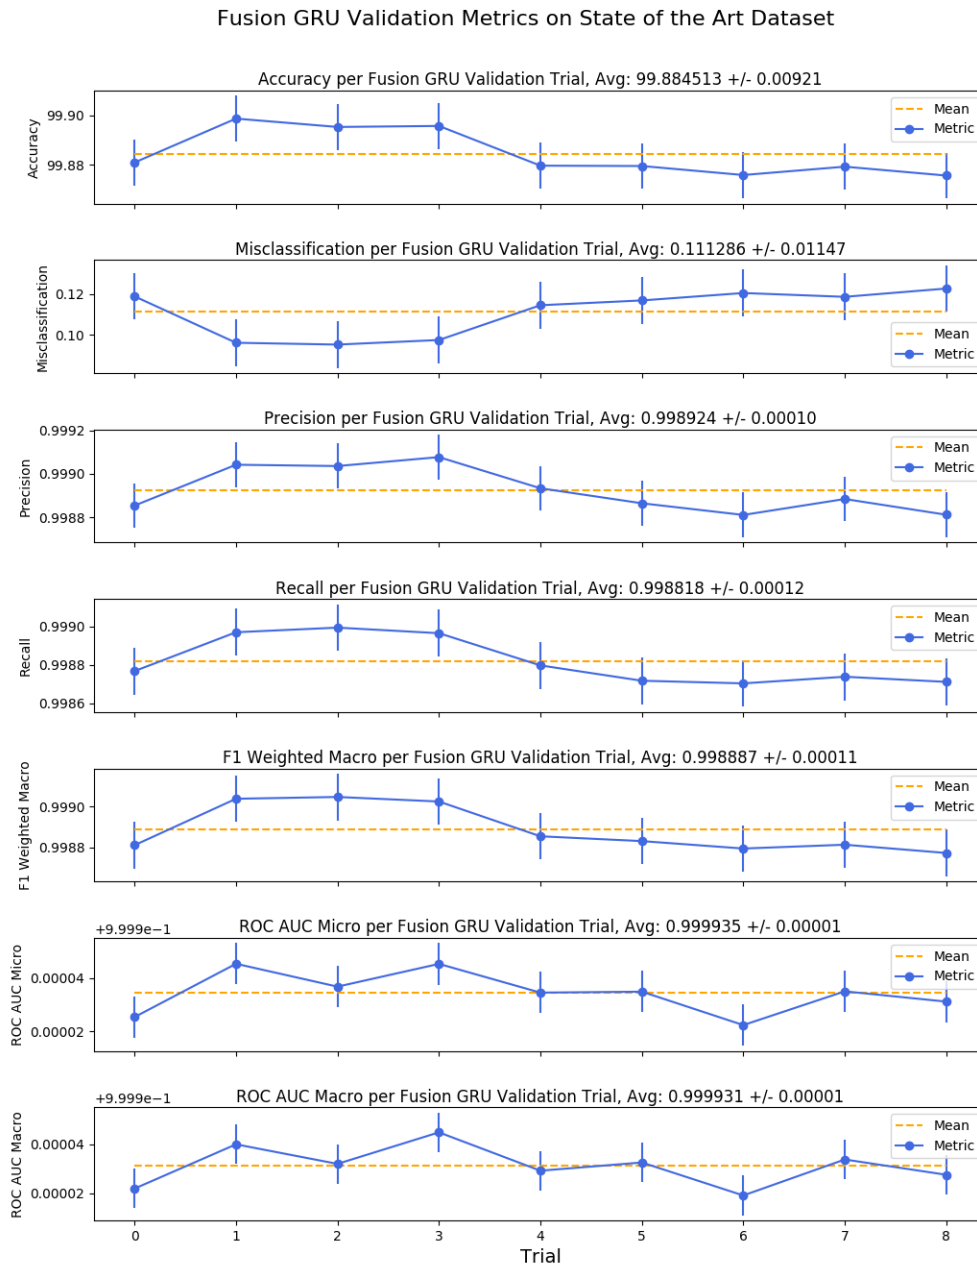 Fusion GRU Validation Metrics on State of the Art Dataset
Accuracy per Fusion GRU Validation Trial, Avg: 99.884513 +/- 0.00921
Accuracy
99.90
99.88
Mean
Metric
Misclassification per Fusion GRU Validation Trial, Avg: 0.111286 +/- 0.01147
Misclassification
0.12
0.10
Mean
Metric
Precision per Fusion GRU Validation Trial, Avg: 0.998924 +/- 0.00010
Precision
0.9992
0.9990
0.9988
Mean
Metric
Recall per Fusion GRU Validation Trial, Avg: 0.998818 +/- 0.00012
Recall
0.9990
0.9988
0.9986
Mean
Metric
F1 Weighted Macro per Fusion GRU Validation Trial, Avg: 0.998887 +/- 0.00011
F1 Weighted Macro
0.9990
0.9988
Mean
Metric
+9.999e−1
ROC AUC Micro per Fusion GRU Validation Trial, Avg: 0.999935 +/- 0.00001
ROC AUC Micro
0.00004
0.00002
Mean
Metric
+9.999e−1
ROC AUC Macro per Fusion GRU Validation Trial, Avg: 0.999931 +/- 0.00001
ROC AUC Macro
0.00004
0.00002
Mean
Metric
0 1 2 3 4 5 6 7 8
Trial